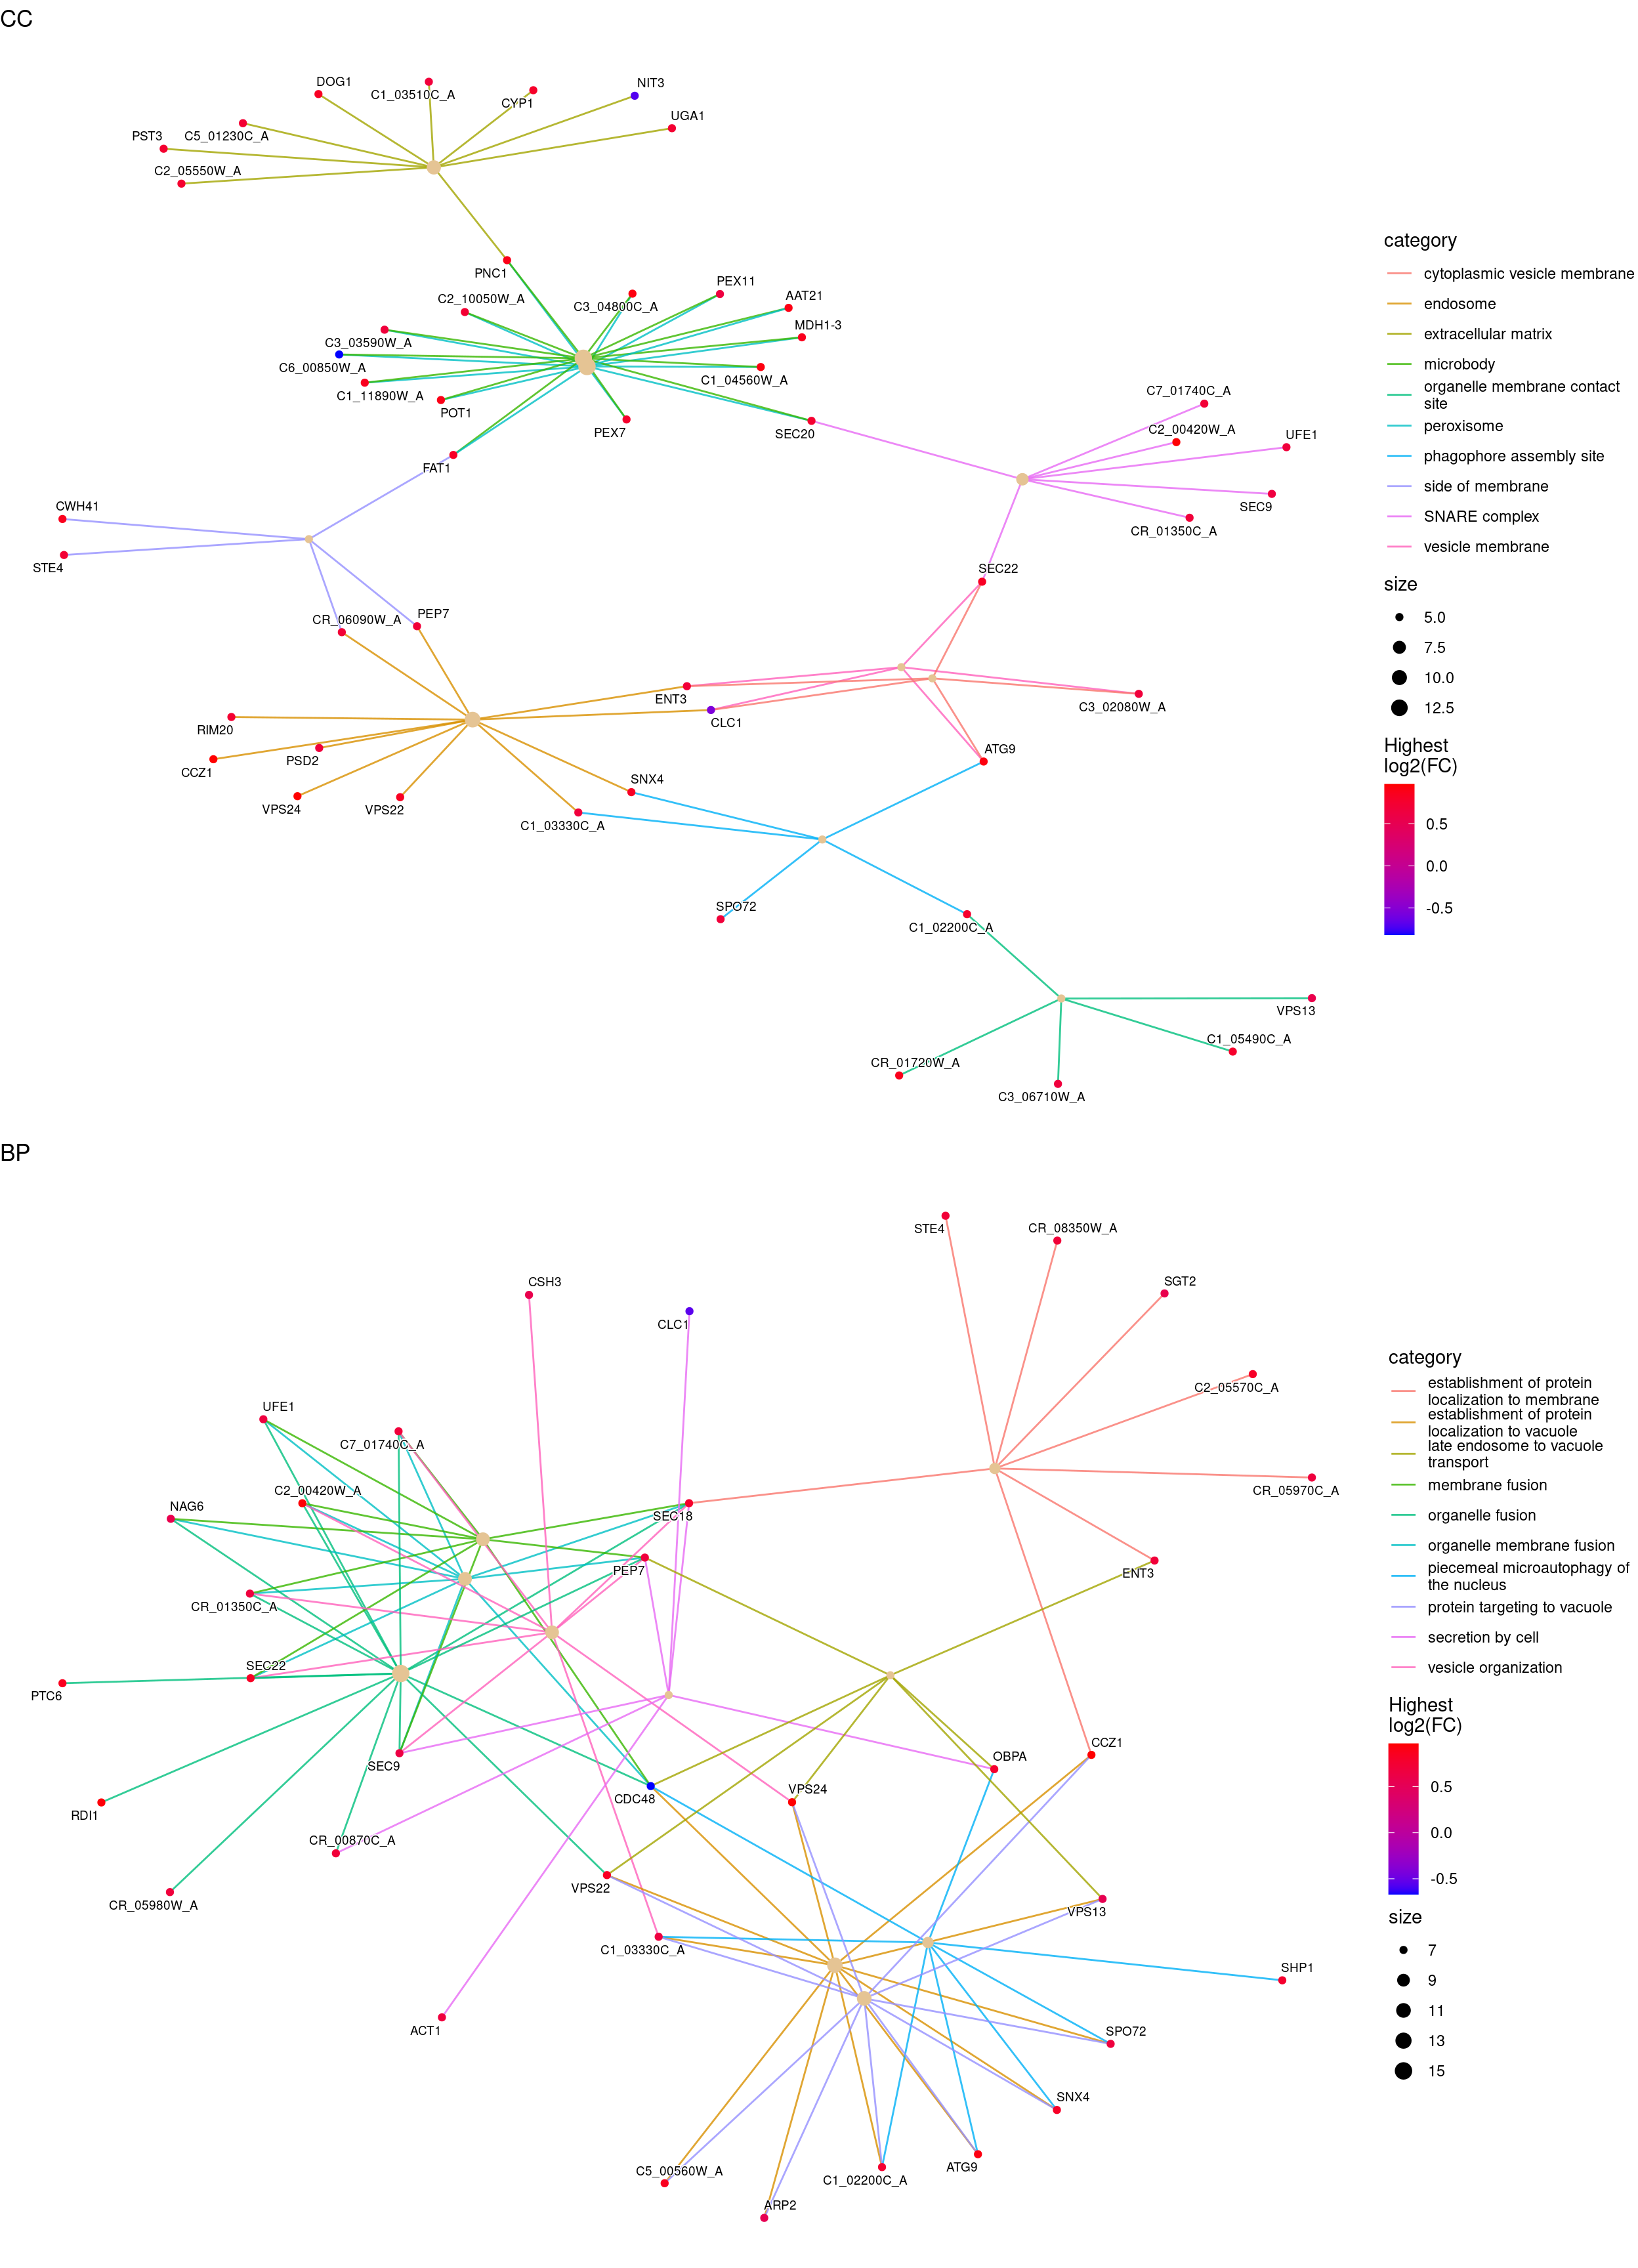 CC
DOG1
C1_03510C_A
CYP1
NIT3
UGA1
PST3
C5_01230C_A
C2_05550W_A
PNC1
C2_10050W_A
C3_04800C_A
PEX11
AAT21
MDH1-3
C3_03590W_A
C6_00850W_A
C1_11890W_A
POT1
C1_04560W_A
PEX7
SEC20
FAT1
C7_01740C_A
C2_00420W_A
UFE1
SEC9
CR_01350C_A
CWH41
STE4
SEC22
CR_06090W_A
PEP7
ENT3
CLC1
C3_02080W_A
RIM20
CCZ1
PSD2
VPS24
VPS22
SNX4
C1_03330C_A
ATG9
SPO72
C1_02200C_A
VPS13
C1_05490C_A
CR_01720W_A
C3_06710W_A
category
cytoplasmic vesicle membrane
endosome
extracellular matrix
microbody
organelle membrane contact
site
peroxisome
phagophore assembly site
side of membrane
SNARE complex
vesicle membrane
size
5.0
7.5
10.0
12.5
Highest
log2(FC)
0.5
0.0
-0.5
BP
STE4
CR_08350W_A
SGT2
C2_05570C_A
CR_05970C_A
CSH3
CLC1
UFE1
C7_01740C_A
C2_00420W_A
NAG6
SEC18
PEP7
ENT3
CR_01350C_A
SEC22
PTC6
SEC9
CDC48
VPS24
OBPA
CCZ1
RDI1
CR_00870C_A
CR_05980W_A
VPS22
VPS13
C1_03330C_A
SHP1
ACT1
SPO72
SNX4
ATG9
C5_00560W_A
C1_02200C_A
ARP2
category
establishment of protein
localization to membrane
establishment of protein
localization to vacuole
late endosome to vacuole
transport
membrane fusion
organelle fusion
organelle membrane fusion
piecemeal microautophagy of
the nucleus
protein targeting to vacuole
secretion by cell
vesicle organization
Highest
log2(FC)
0.5
0.0
-0.5
size
7
9
11
13
15